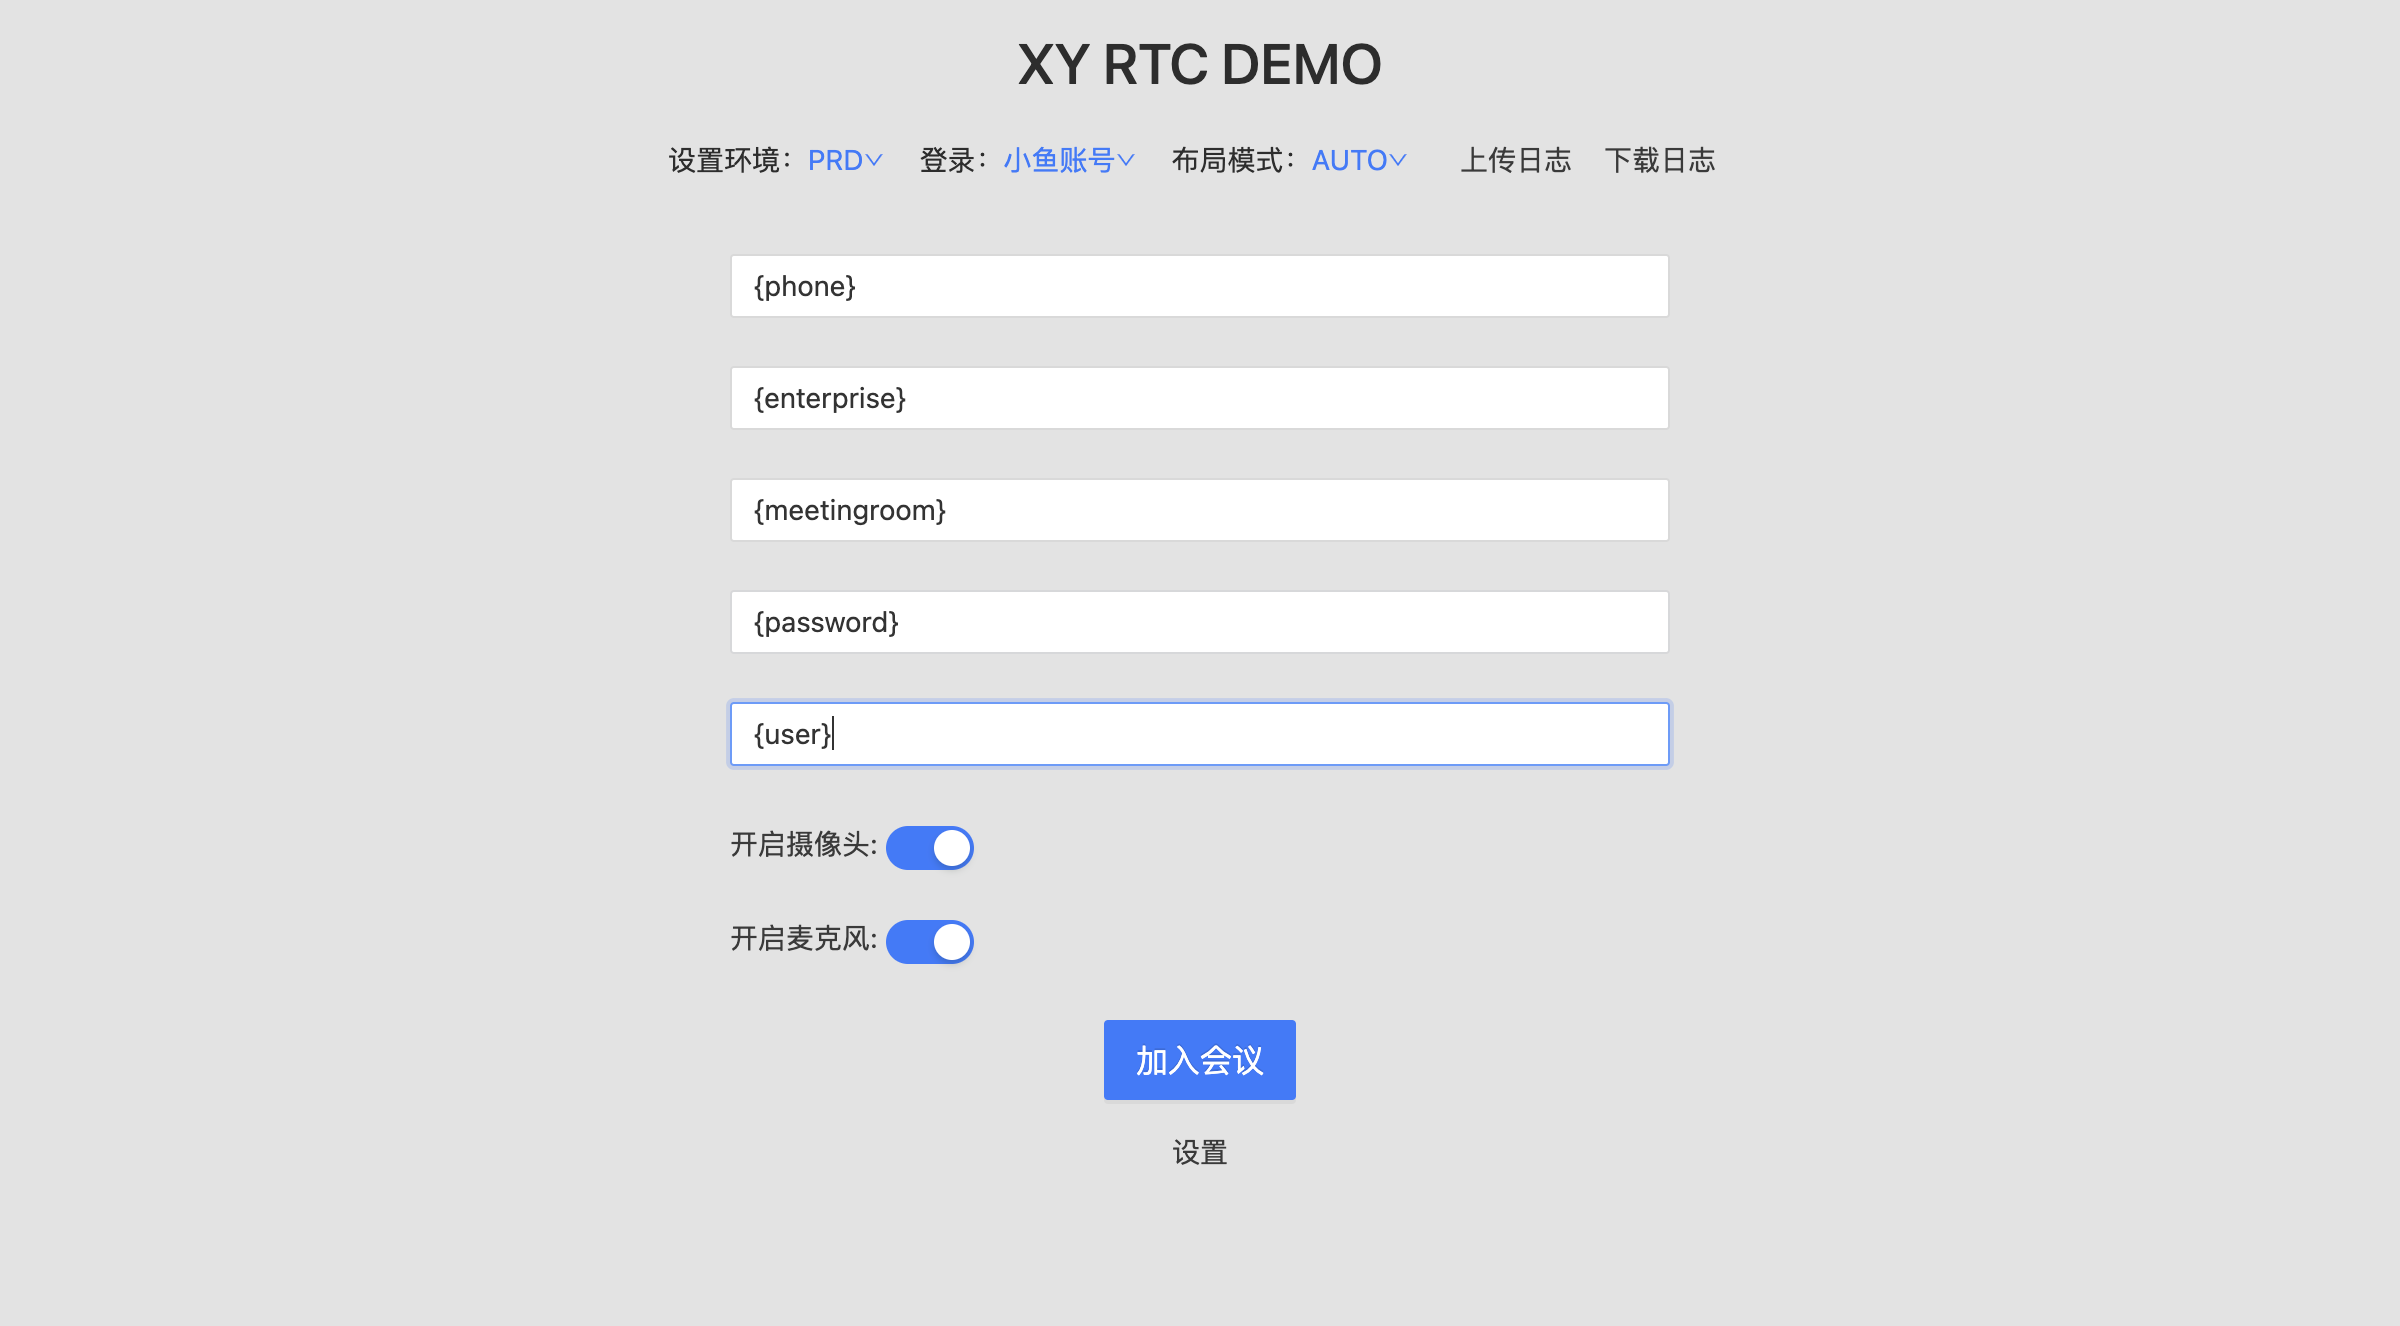 XY RTC DEMO
设置环境： PRD 登录： 小鱼账号 布局模式： AUTO 上传日志 下载日志
{phone}
{enterprise}
{meetingroom}
{password}
{user}
开启摄像头:
开启麦克风:
加入会议
设置